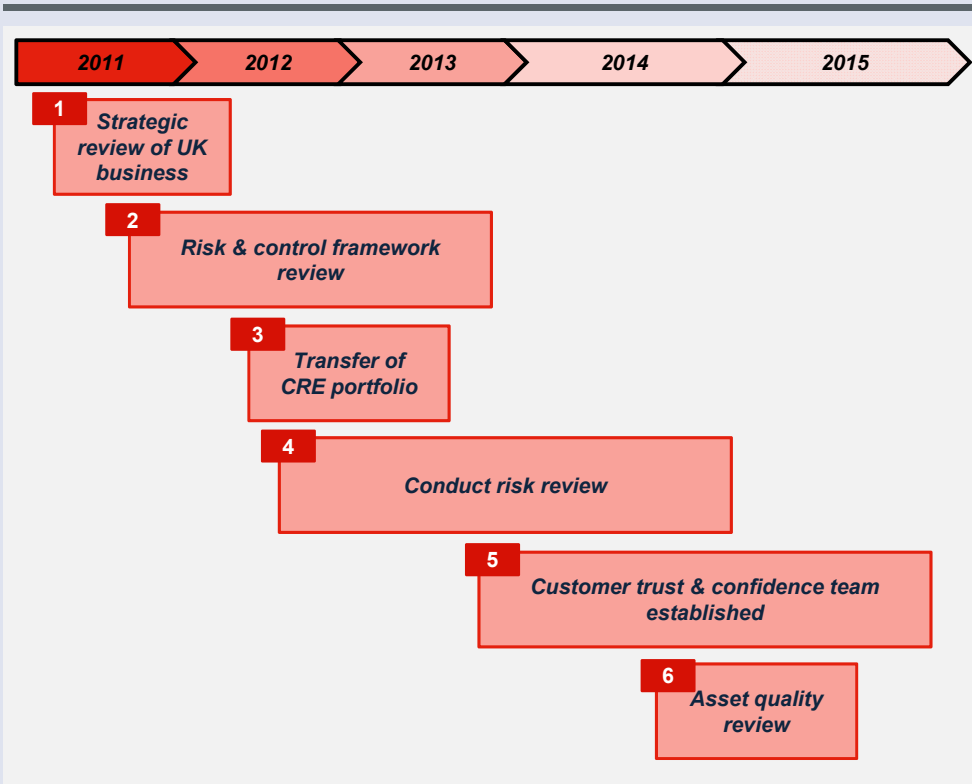 2011
2012
2013
2014
2015
1
Strategic
review of UK
business
2
Risk & control framework
review
3
Transfer of
CRE portfolio
4
Conduct risk review
5
Customer trust & confidence team
established
6
Asset quality
review